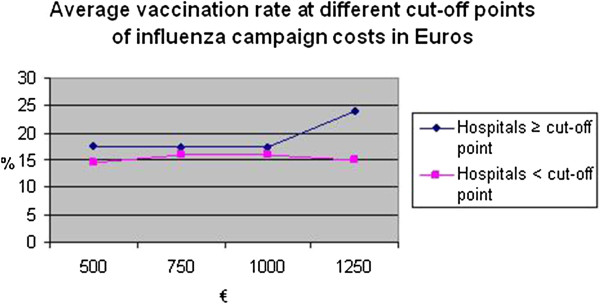 Average vaccination rate at different cut-off points
of influenza campaign costs in Euros
30
25
20
15
10
5
0
%
500 750 1000 1250
€
Hospitals ≥ cut-off
point
Hospitals < cut-off
point